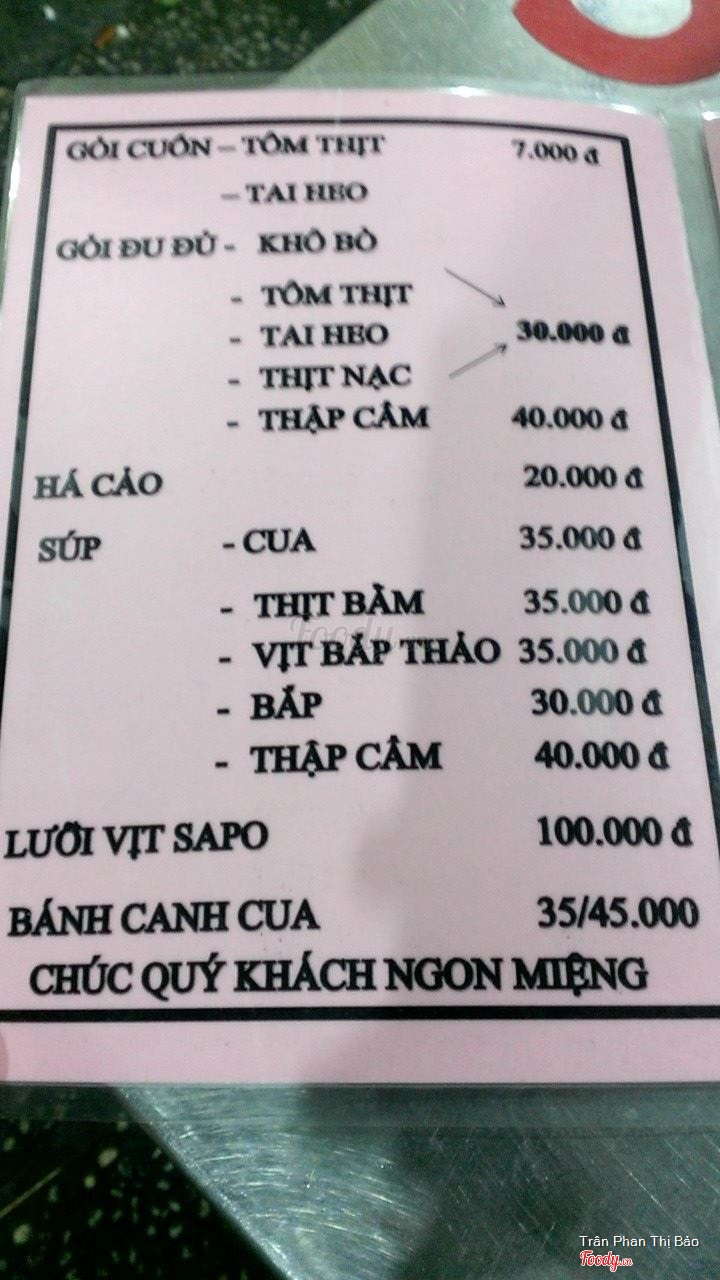 GỎI CUỐN – TÔM THỊT 7.000 đ
– TAI HEO
GỎI ĐU ĐỦ - KHÔ BÒ
- TÔM THỊT
- TAI HEO 30.000 đ
- THỊT NẠC
- THẬP CẨM 40.000 đ
HÁ CẢO 20.000 đ
SÚP - CUA 35.000 đ
- THỊT BẰM 35.000 đ
- VỊT BẮP THẢO 35.000 đ
- BẮP 30.000 đ
- THẬP CẨM 40.000 đ
LƯỠI VỊT SAPO 100.000 đ
BÁNH CANH CUA 35/45.000
CHÚC QUÝ KHÁCH NGON MIỆNG
Foody.vn
Trần Phan Thị Bảo
Foody.vn